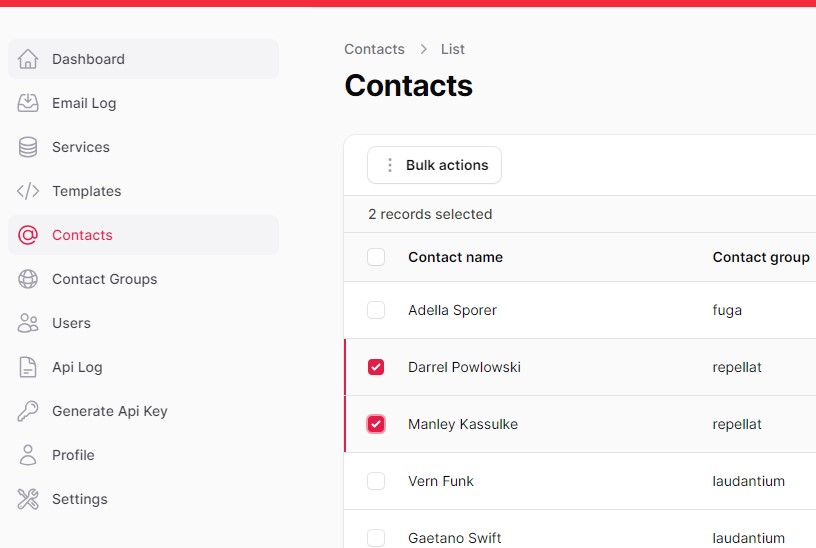 Dashboard
Email Log
Services
Templates
Contacts
Contact Groups
Users
Api Log
Generate Api Key
Profile
Settings
Contacts > List
Contacts
Bulk actions
2 records selected
Contact name Contact group
Adella Sporer fuga
Darrel Powlowski repellat
Manley Kassulke repellat
Vern Funk laudantium
Gaetano Swift laudantium